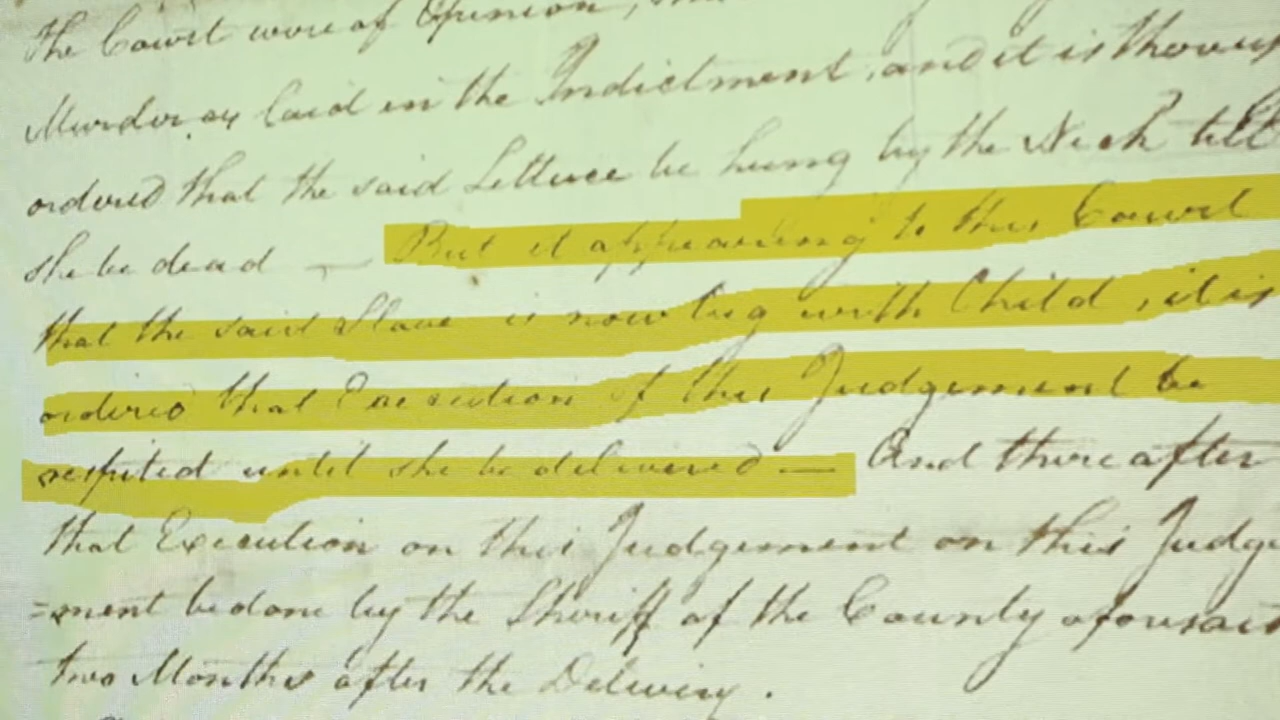 the Court were of Opinion,
Murder as laid in the Indictment, and it is
ordered that the said Lettuce be hung by the Neck till
she be dead — But it appearing to this Court
that the said Slave is now big with Child, it is
ordered that Execution of this Judgement be
respited until she be delivered — And thereafter
that Execution on this Judgement on this Judge
=ment be done by the Sheriff of the County aforesaid
two Months after the Delivery.